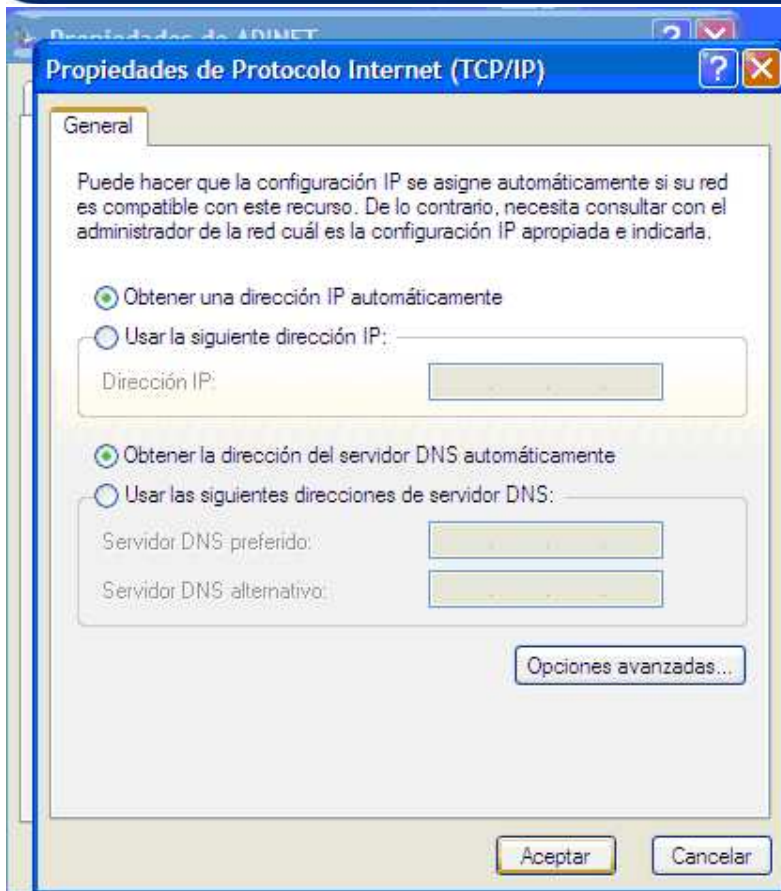 Propiedades de ADINET
Propiedades de Protocolo Internet (TCP/IP)
General
Puede hacer que la configuración IP se asigne automáticamente si su red
es compatible con este recurso. De lo contrario, necesita consultar con el
administrador de la red cuál es la configuración IP apropiada e indicarla.
Obtener una dirección IP automáticamente
Usar la siguiente dirección IP:
Dirección IP:
Obtener la dirección del servidor DNS automáticamente
Usar las siguientes direcciones de servidor DNS:
Servidor DNS preferido:
Servidor DNS alternativo:
Opciones avanzadas...
Aceptar
Cancelar